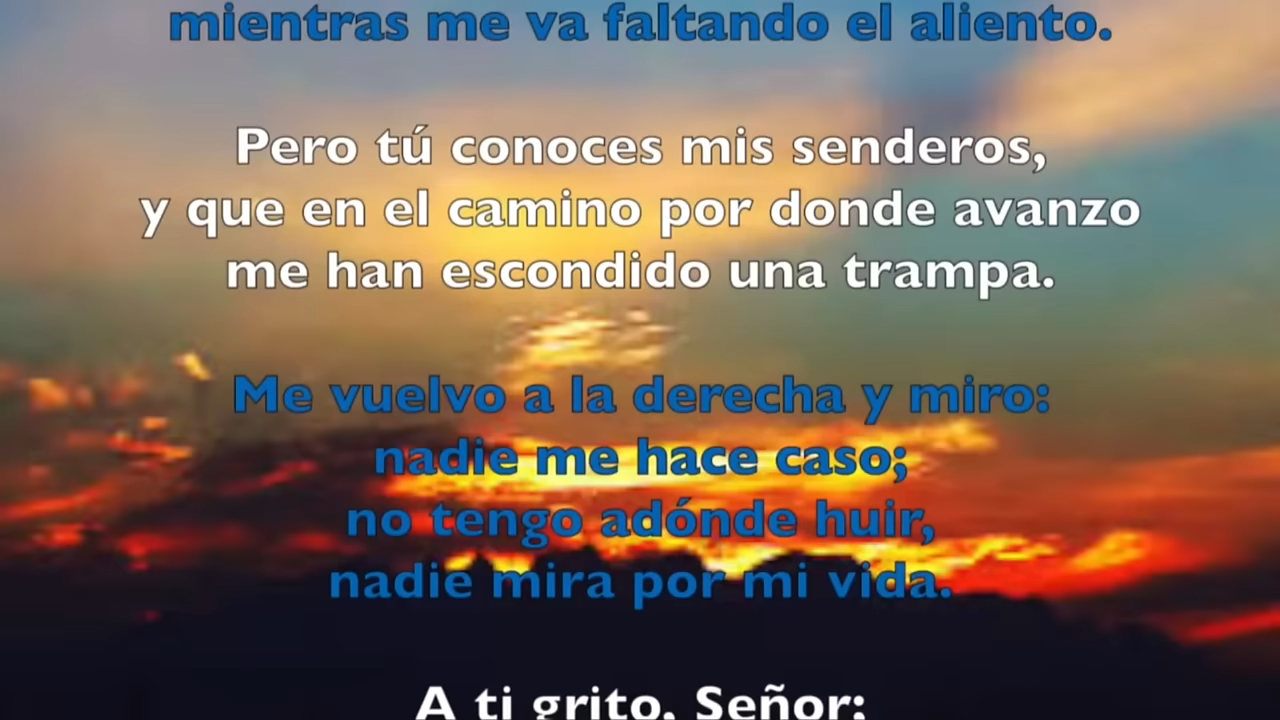 mientras me va faltando el aliento.
Pero tú conoces mis senderos,
y que en el camino por donde avanzo
me han escondido una trampa.
Me vuelvo a la derecha y miro:
nadie me hace caso;
no tengo adónde huir,
nadie mira por mi vida.
A ti grito, Señor;